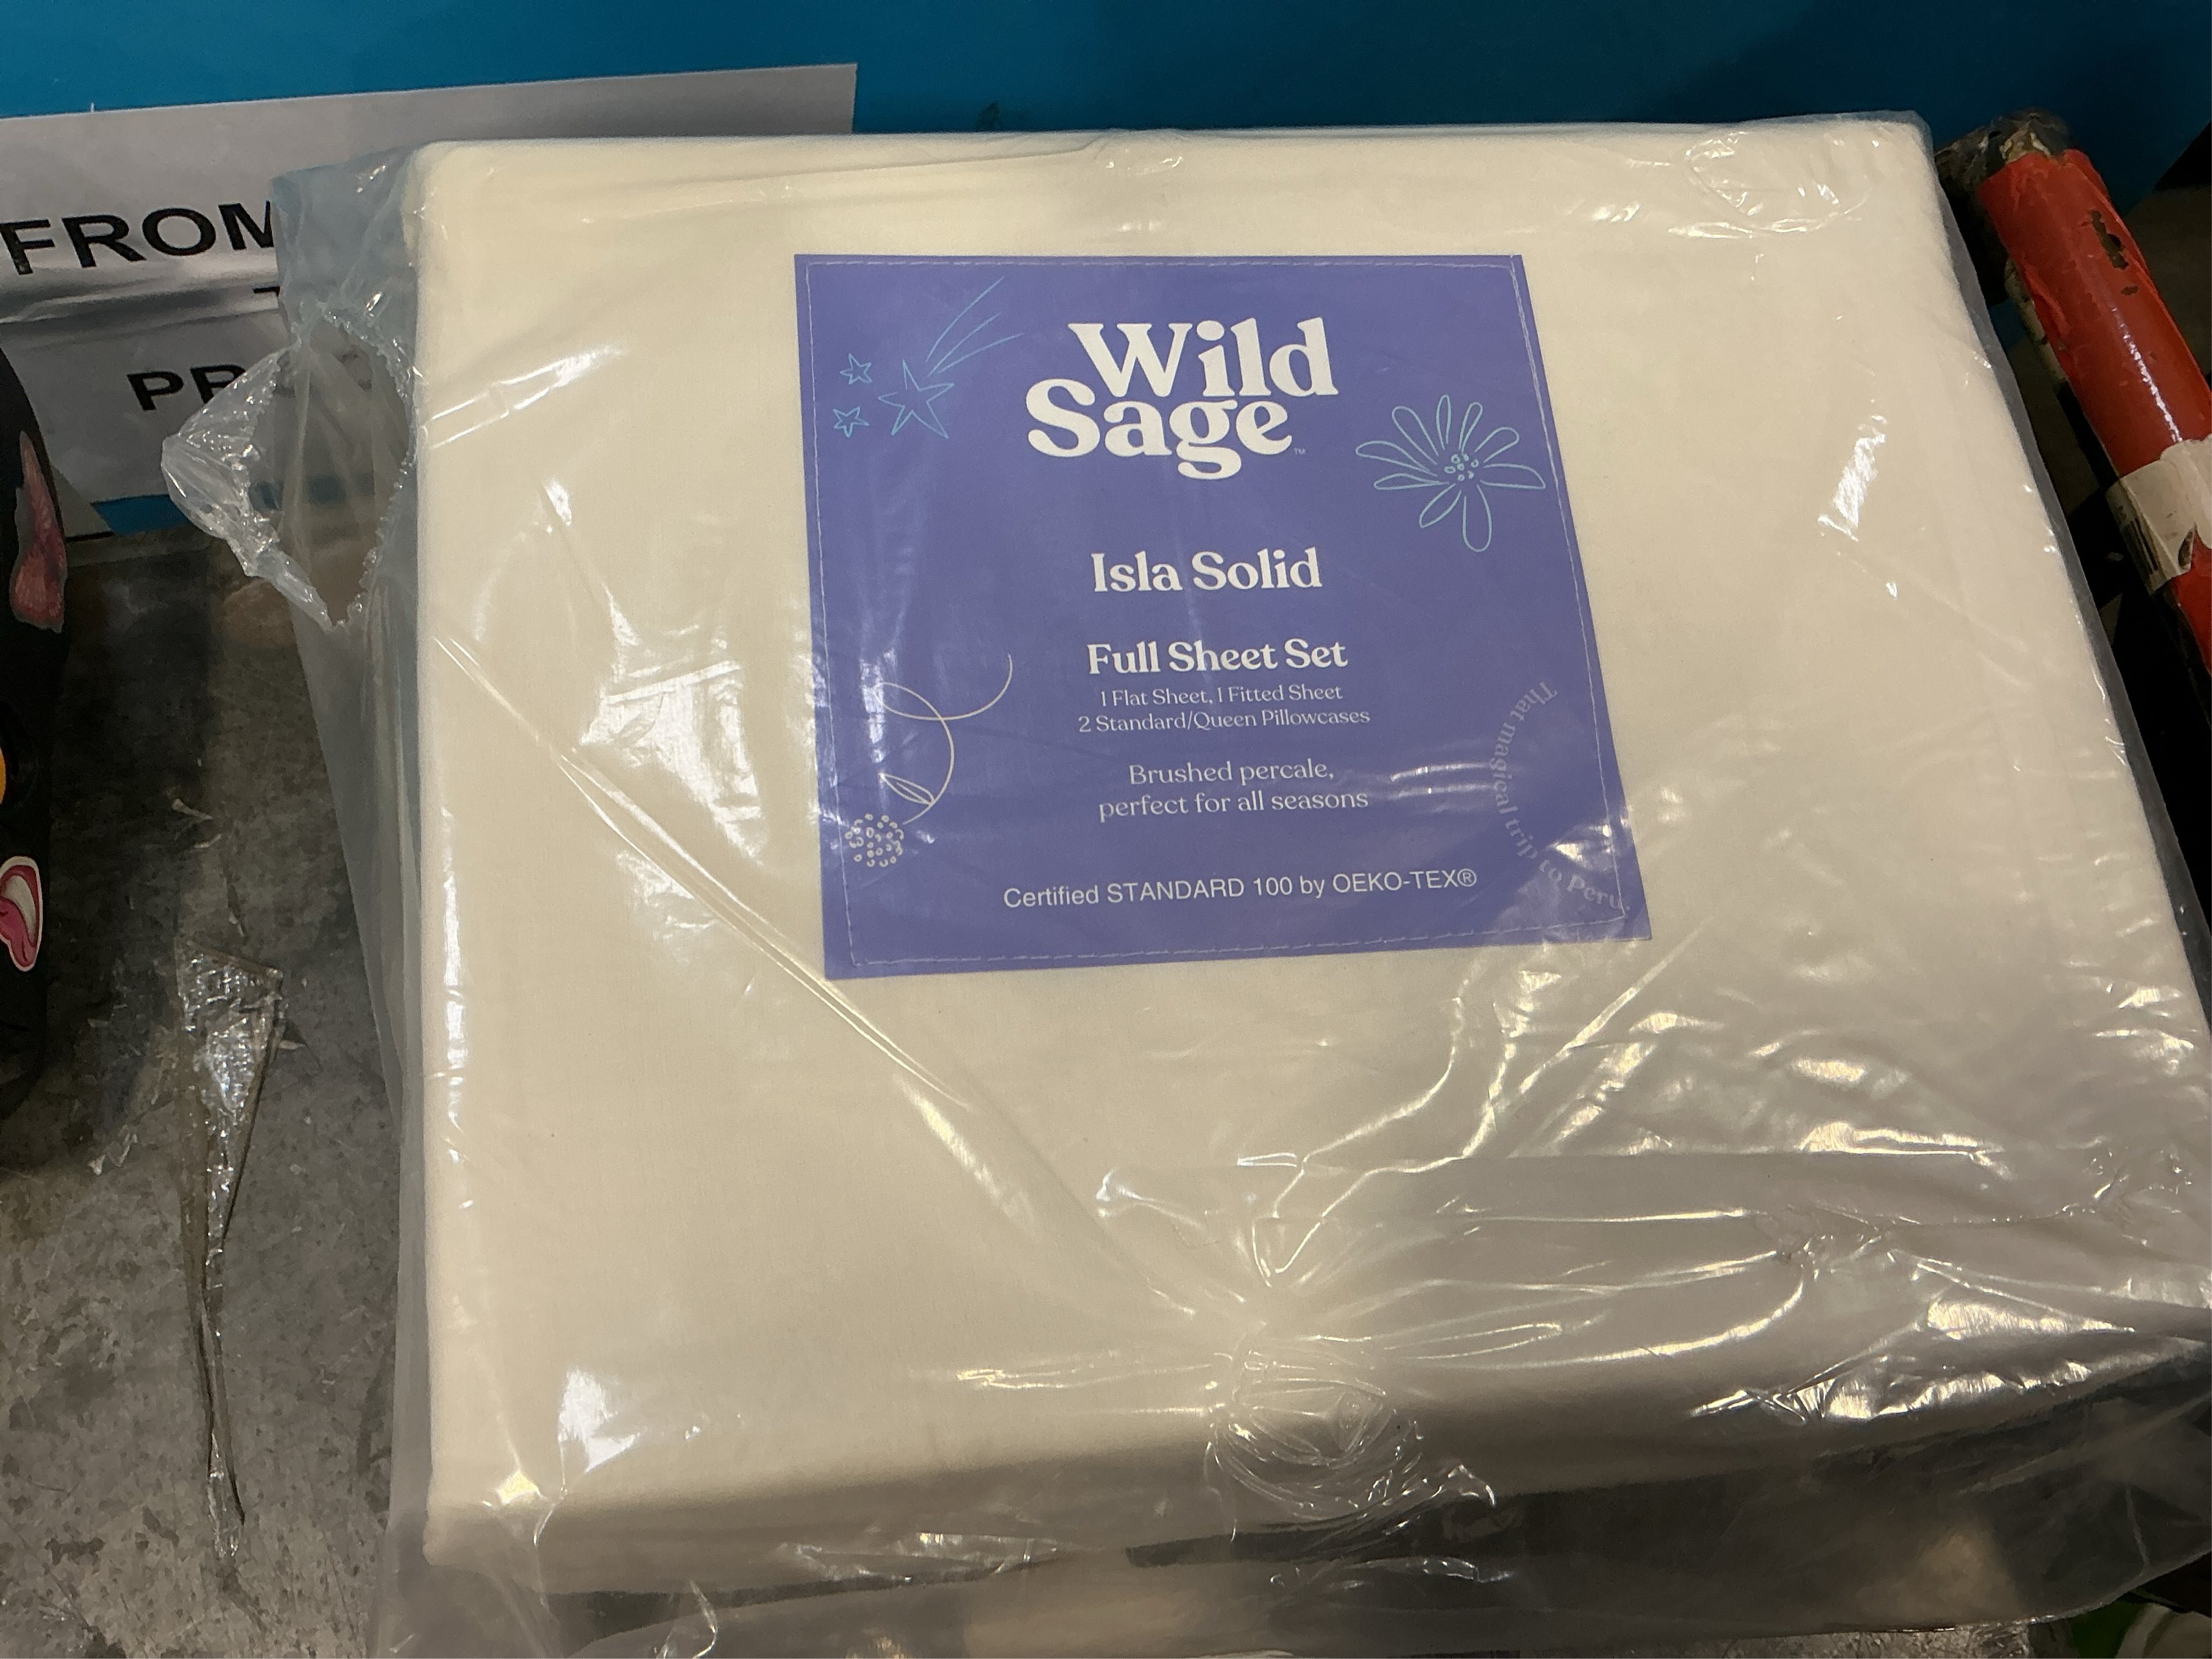 FROM
Wild
Sage™
Isla Solid
Full Sheet Set
1 Flat Sheet, 1 Fitted Sheet
2 Standard/Queen Pillowcases
Brushed percale,
perfect for all seasons
That magical trip to Peru.
Certified STANDARD 100 by OEKO-TEX®